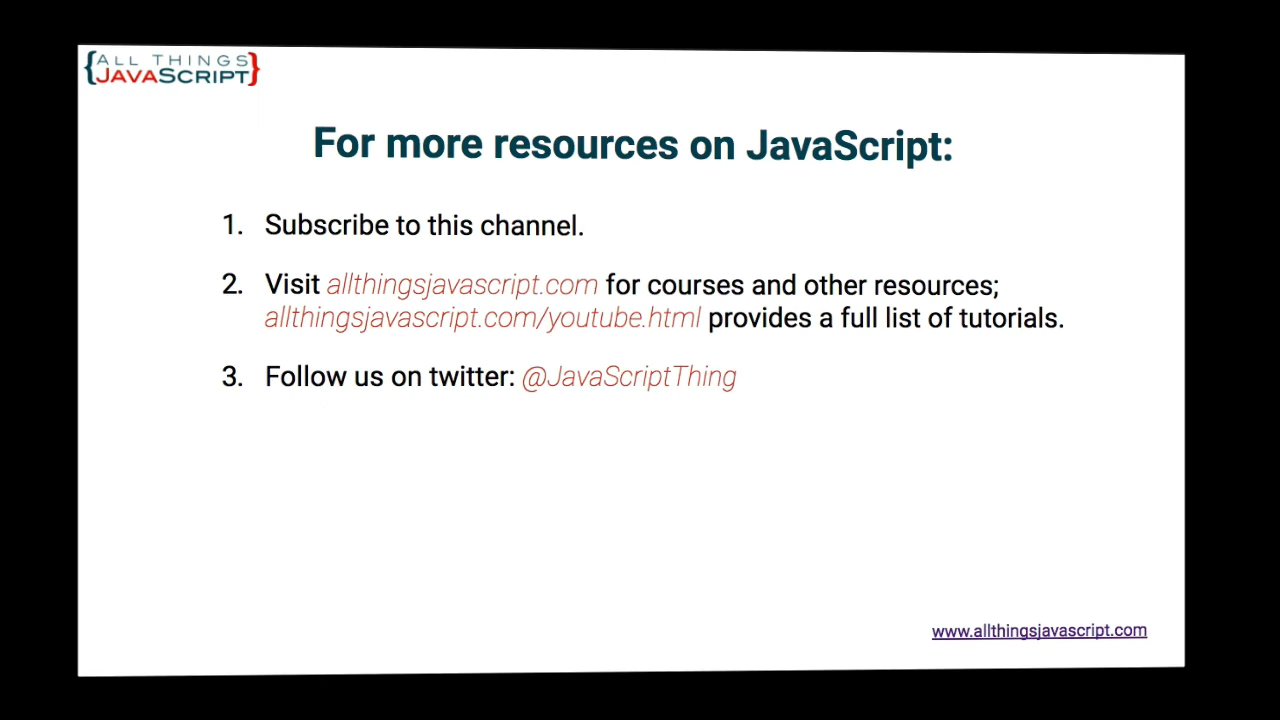 {ALL THINGS
JAVASCRIPT}
For more resources on JavaScript:
1. Subscribe to this channel.
2. Visit allthingsjavascript.com for courses and other resources;
allthingsjavascript.com/youtube.html provides a full list of tutorials.
3. Follow us on twitter: @JavaScriptThing
www.allthingsjavascript.com